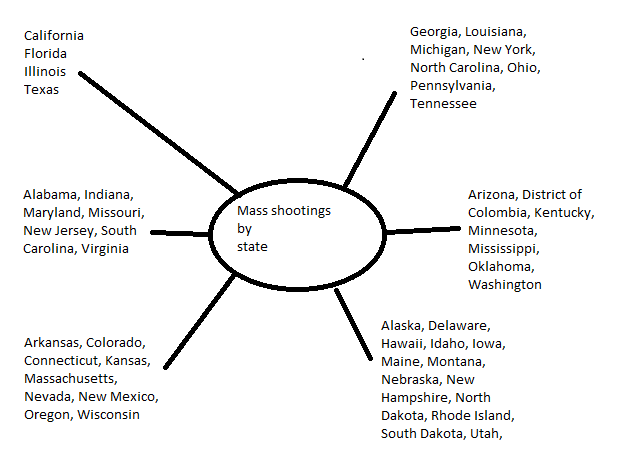 California
Florida
Illinois
Texas
Georgia, Louisiana,
Michigan, New York,
North Carolina, Ohio,
Pennsylvania,
Tennessee
Alabama, Indiana,
Maryland, Missouri,
New Jersey, South
Carolina, Virginia
Mass shootings
by
state
Arizona, District of
Colombia, Kentucky,
Minnesota,
Mississippi,
Oklahoma,
Washington
Arkansas, Colorado,
Connecticut, Kansas,
Massachusetts,
Nevada, New Mexico,
Oregon, Wisconsin
Alaska, Delaware,
Hawaii, Idaho, Iowa,
Maine, Montana,
Nebraska, New
Hampshire, North
Dakota, Rhode Island,
South Dakota, Utah,